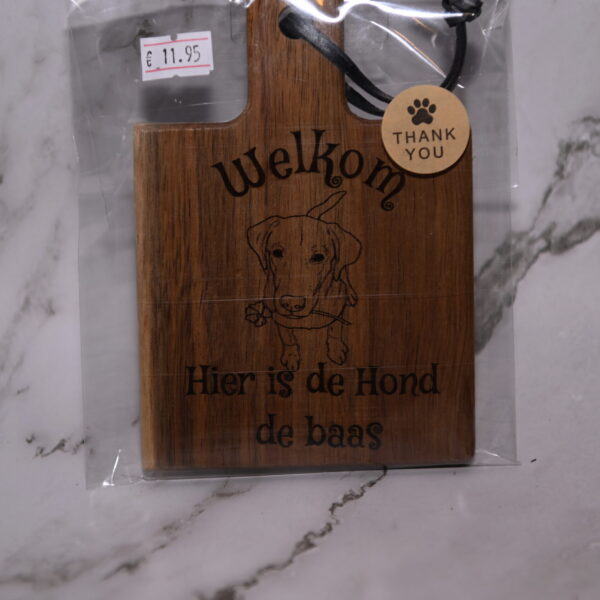 € 11.95
THANK
YOU
Welkom
Hier is de Hond
de baas